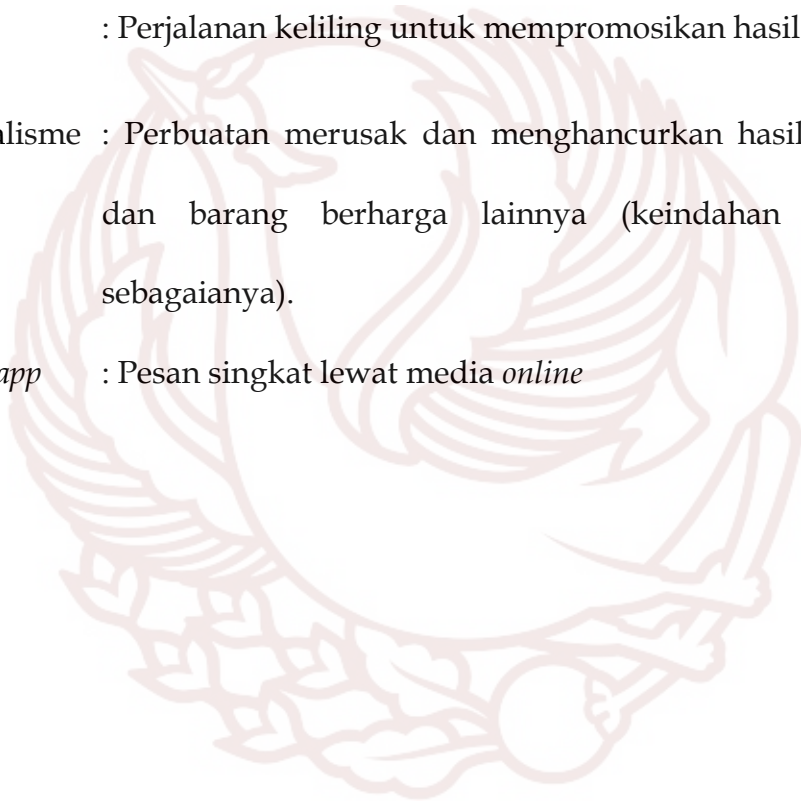 : Perjalanan keliling untuk mempromosikan hasil
alisme : Perbuatan merusak dan menghancurkan hasil
dan barang berharga lainnya (keindahan
sebagaianya).
app : Pesan singkat lewat media online